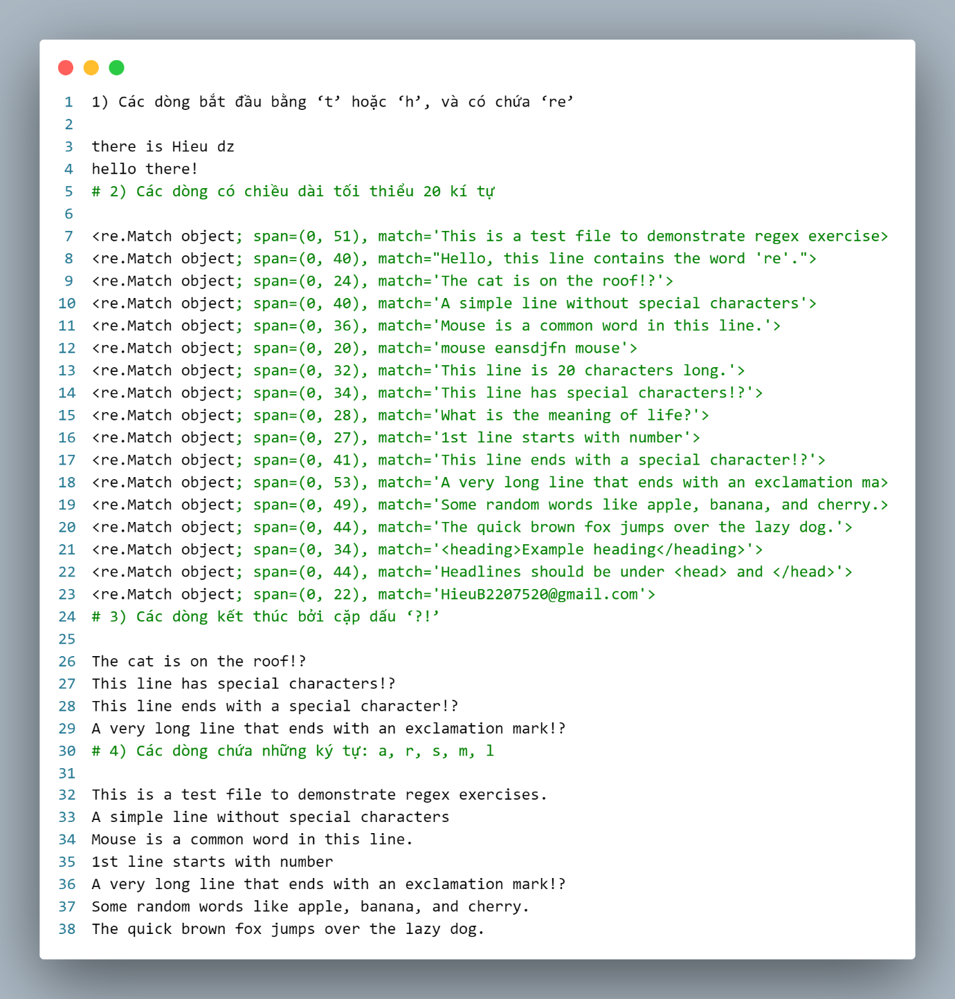 1 1) Các dòng bắt đầu bằng ‘t’ hoặc ‘h’, và có chứa ‘re’
2
3 there is Hieu dz
4 hello there!
5 # 2) Các dòng có chiều dài tối thiểu 20 kí tự
6
7 <re.Match object; span=(0, 51), match='This is a test file to demonstrate regex exercise>
8 <re.Match object; span=(0, 40), match="Hello, this line contains the word 're'.">
9 <re.Match object; span=(0, 24), match='The cat is on the roof!?'>
10 <re.Match object; span=(0, 40), match='A simple line without special characters'>
11 <re.Match object; span=(0, 36), match='Mouse is a common word in this line.'>
12 <re.Match object; span=(0, 20), match='mouse eansdjfn mouse'>
13 <re.Match object; span=(0, 32), match='This line is 20 characters long.'>
14 <re.Match object; span=(0, 34), match='This line has special characters!?'>
15 <re.Match object; span=(0, 28), match='What is the meaning of life?'>
16 <re.Match object; span=(0, 27), match='1st line starts with number'>
17 <re.Match object; span=(0, 41), match='This line ends with a special character!?'>
18 <re.Match object; span=(0, 53), match='A very long line that ends with an exclamation ma>
19 <re.Match object; span=(0, 49), match='Some random words like apple, banana, and cherry.>
20 <re.Match object; span=(0, 44), match='The quick brown fox jumps over the lazy dog.'>
21 <re.Match object; span=(0, 34), match='<heading>Example heading</heading>'>
22 <re.Match object; span=(0, 44), match='Headlines should be under <head> and </head>'>
23 <re.Match object; span=(0, 22), match='HieuB2207520@gmail.com'>
24 # 3) Các dòng kết thúc bởi cặp dấu ‘?!’
25
26 The cat is on the roof!?
27 This line has special characters!?
28 This line ends with a special character!?
29 A very long line that ends with an exclamation mark!?
30 # 4) Các dòng chứa những ký tự: a, r, s, m, l
31
32 This is a test file to demonstrate regex exercises.
33 A simple line without special characters
34 Mouse is a common word in this line.
35 1st line starts with number
36 A very long line that ends with an exclamation mark!?
37 Some random words like apple, banana, and cherry.
38 The quick brown fox jumps over the lazy dog.